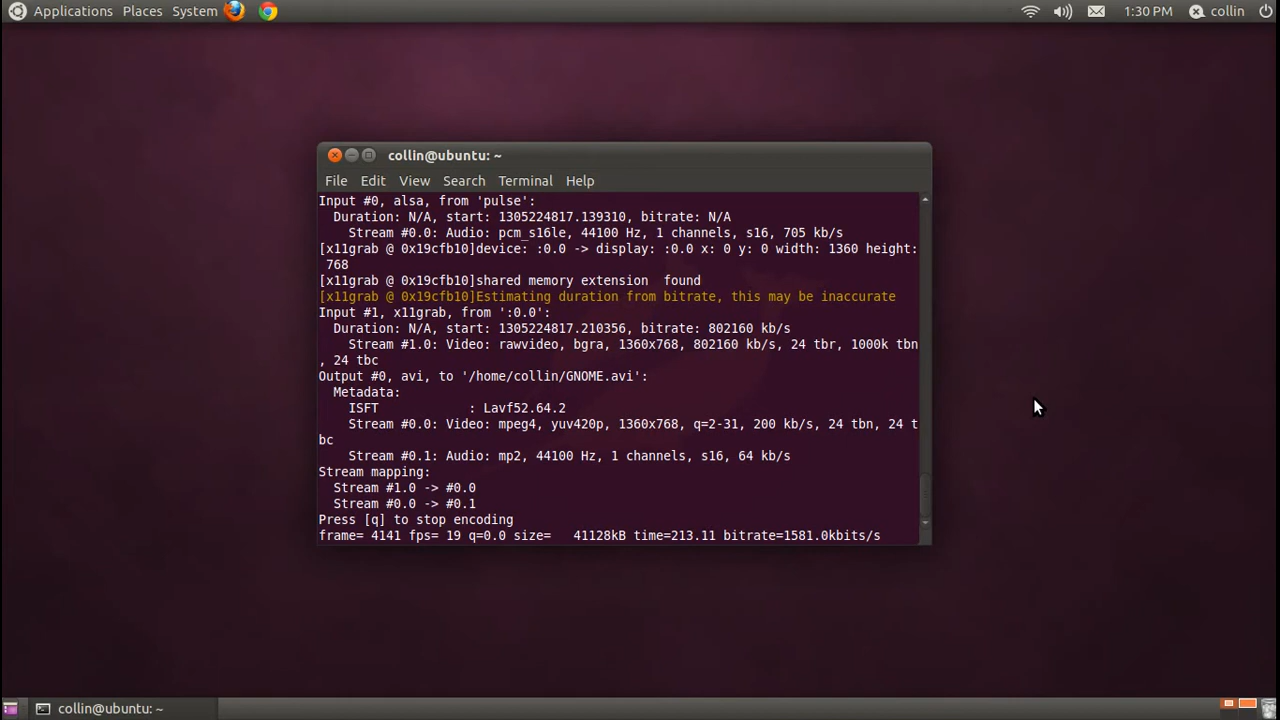 Applications Places System 1:30 PM collin
collin@ubuntu: ~
File Edit View Search Terminal Help
Input #0, alsa, from 'pulse':
Duration: N/A, start: 1305224817.139310, bitrate: N/A
Stream #0.0: Audio: pcm_s16le, 44100 Hz, 1 channels, s16, 705 kb/s
[x11grab @ 0x19cfb10]device: :0.0 -> display: :0.0 x: 0 y: 0 width: 1360 height:
768
[x11grab @ 0x19cfb10]shared memory extension  found
[x11grab @ 0x19cfb10]Estimating duration from bitrate, this may be inaccurate
Input #1, x11grab, from ':0.0':
Duration: N/A, start: 1305224817.210356, bitrate: 802160 kb/s
Stream #1.0: Video: rawvideo, bgra, 1360x768, 802160 kb/s, 24 tbr, 1000k tbn
, 24 tbc
Output #0, avi, to '/home/collin/GNOME.avi':
Metadata:
ISFT            : Lavf52.64.2
Stream #0.0: Video: mpeg4, yuv420p, 1360x768, q=2-31, 200 kb/s, 24 tbn, 24 t
bc
Stream #0.1: Audio: mp2, 44100 Hz, 1 channels, s16, 64 kb/s
Stream mapping:
Stream #1.0 -> #0.0
Stream #0.0 -> #0.1
Press [q] to stop encoding
frame= 4141 fps= 19 q=0.0 size=   41128kB time=213.11 bitrate=1581.0kbits/s
collin@ubuntu: ~